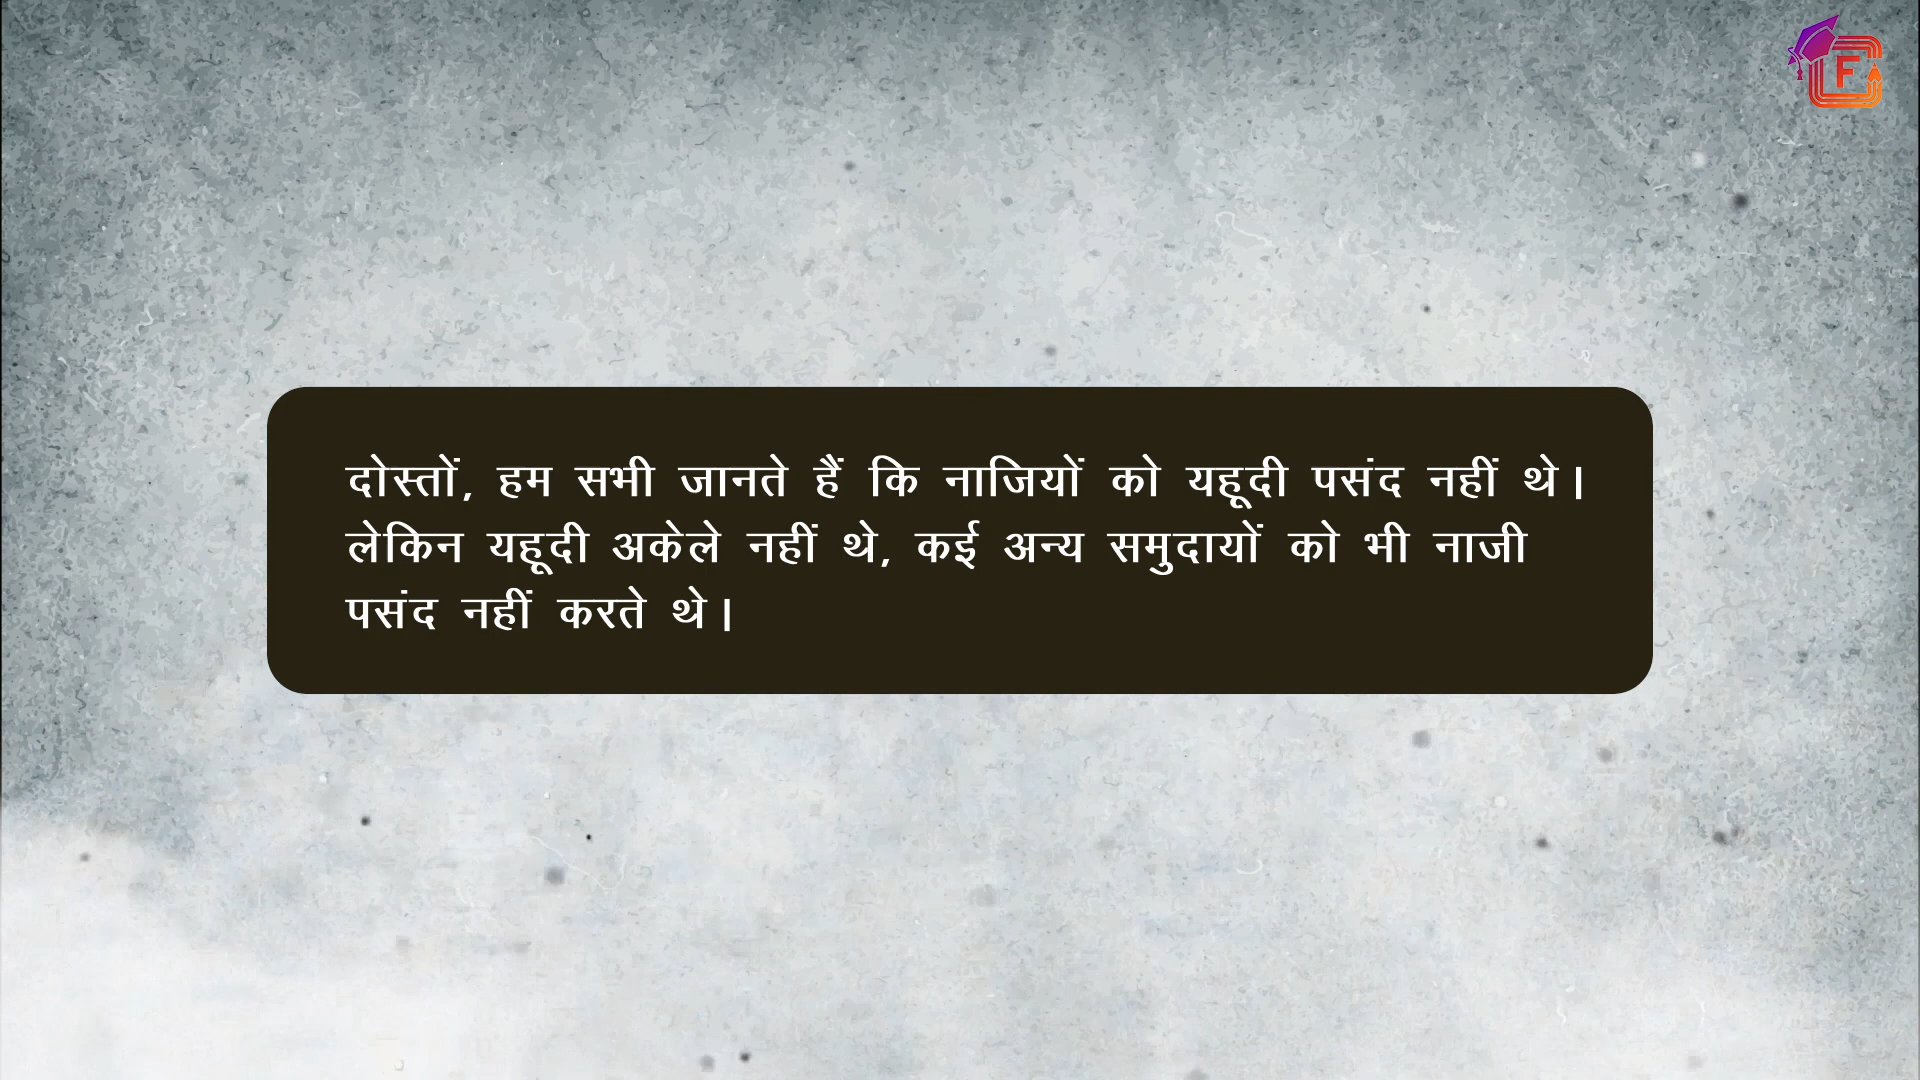 F
दोस्तों, हम सभी जानते हैं कि नाजियों को यहूदी पसंद नहीं थे।
लेकिन यहूदी अकेले नहीं थे, कई अन्य समुदायों को भी नाजी
पसंद नहीं करते थे।